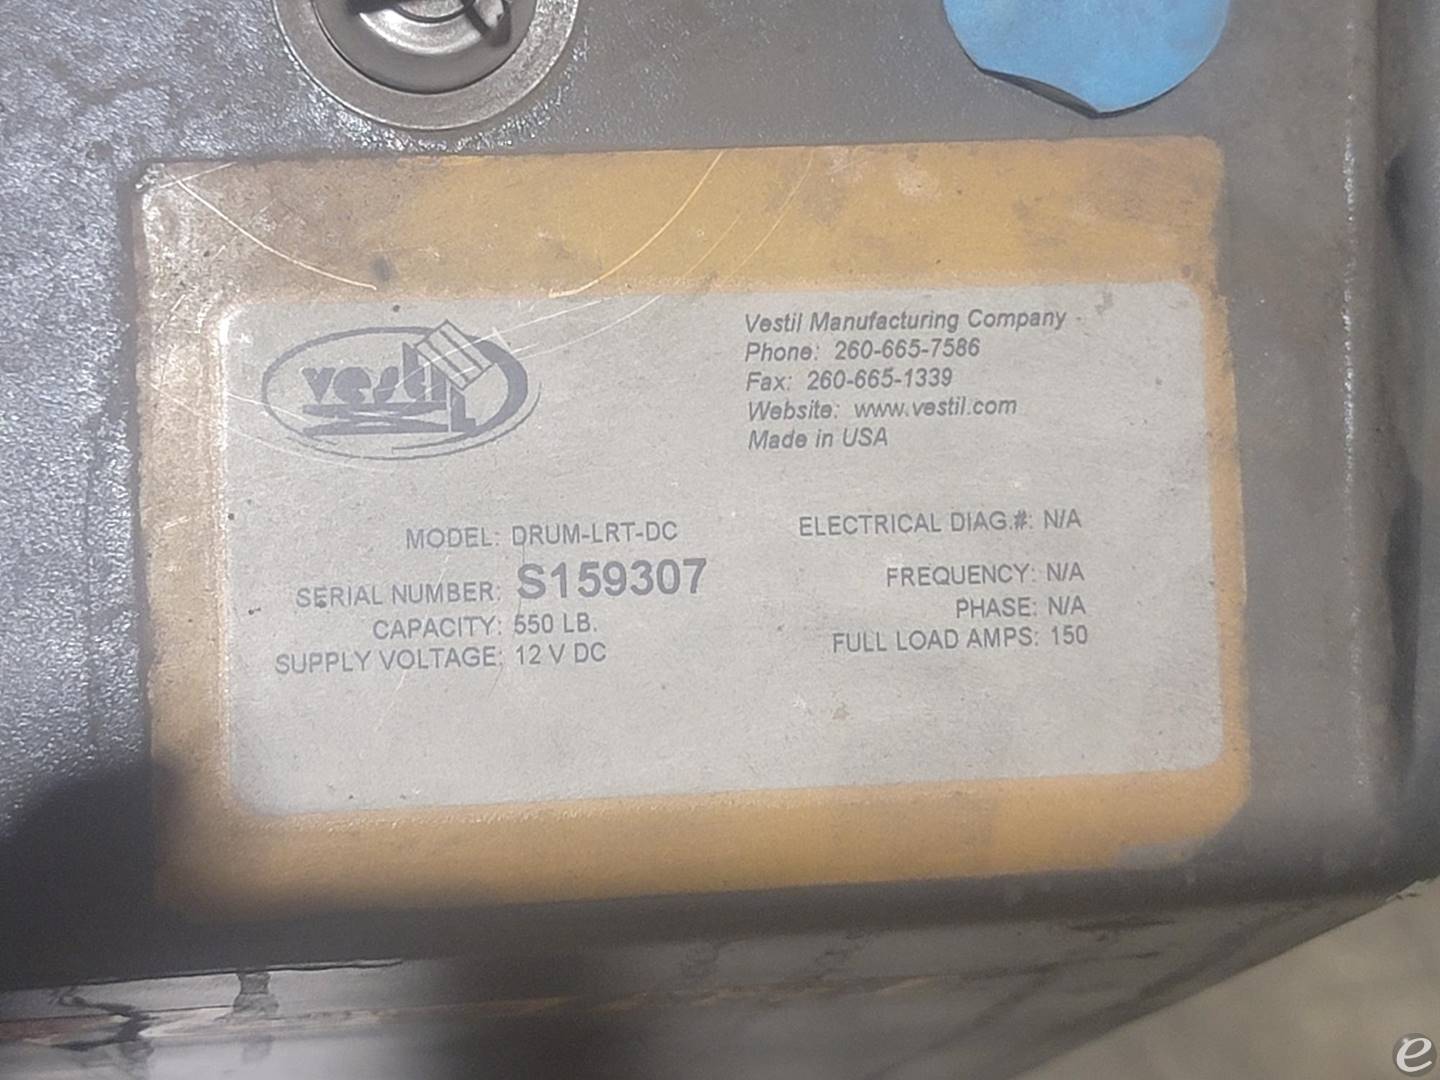 vestil
Vestil Manufacturing Company
Phone: 260-665-7586
Fax: 260-665-1339
Website: www.vestil.com
Made in USA
MODEL: DRUM-LRT-DC
SERIAL NUMBER: S159307
CAPACITY: 550 LB.
SUPPLY VOLTAGE: 12 V DC
ELECTRICAL DIAG.#: N/A
FREQUENCY: N/A
PHASE: N/A
FULL LOAD AMPS: 150
e